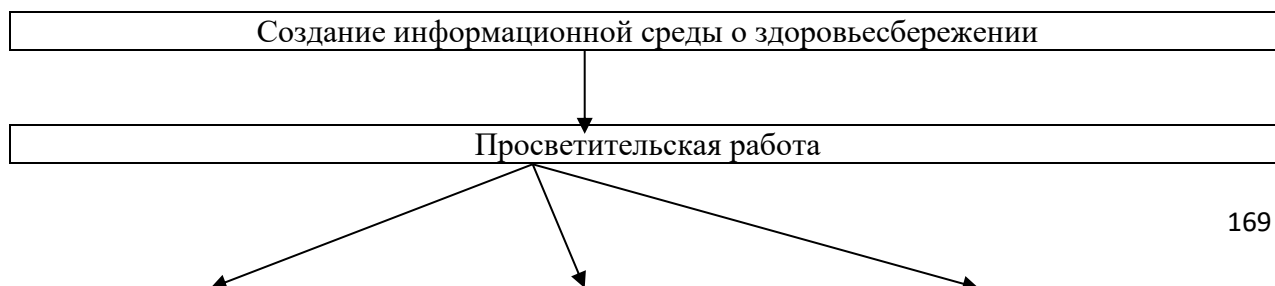 Создание информационной среды о здоровьесбережении
Просветительская работа
169